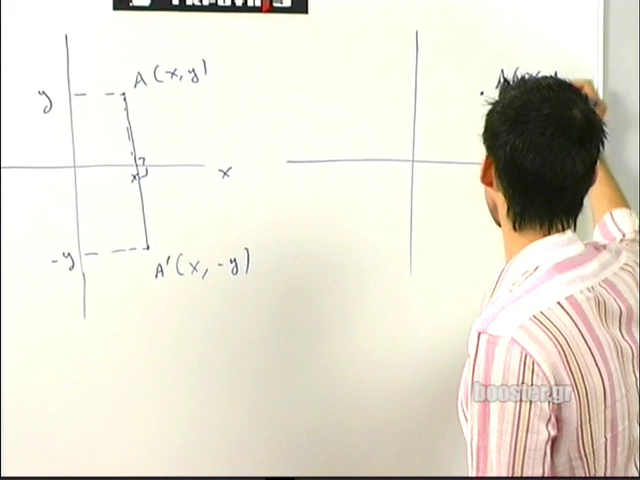 A(x, y)
y
x
x
-y
A'(x, -y)
booster.gr